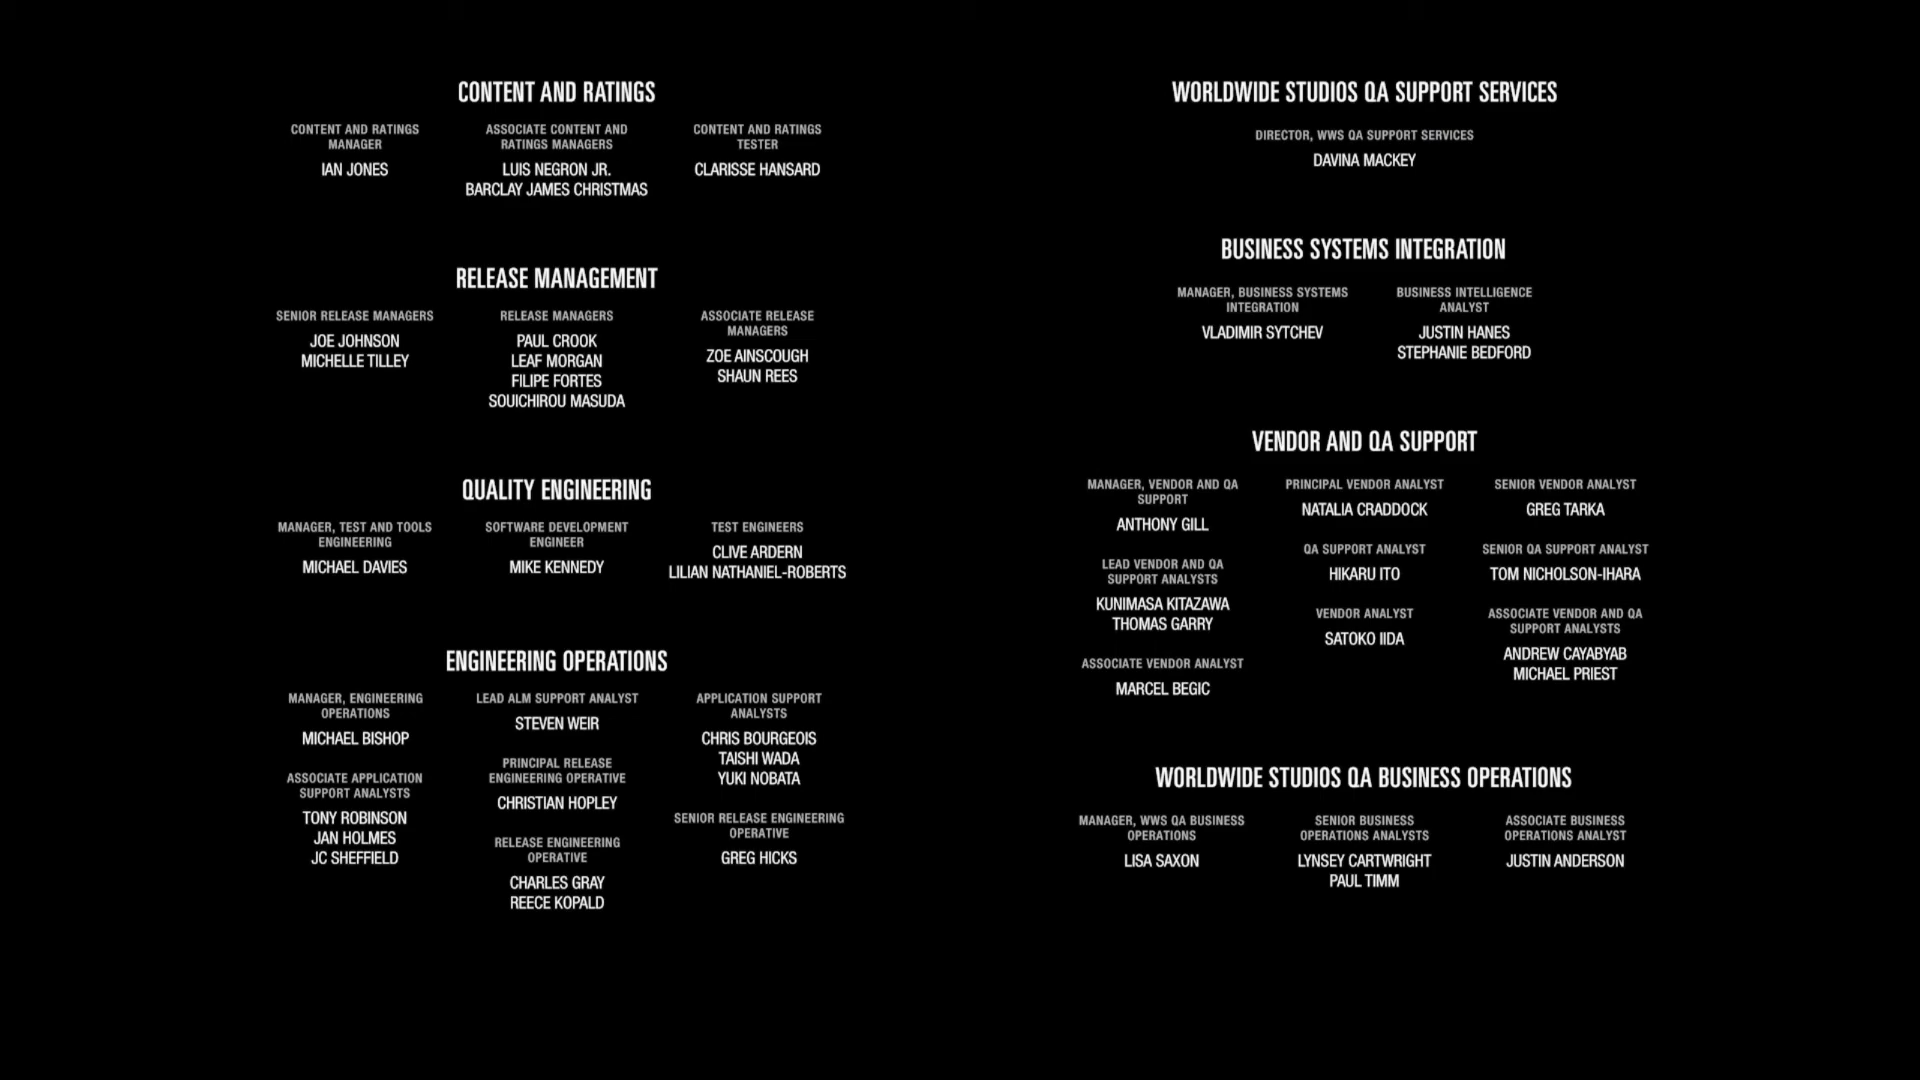 CONTENT AND RATINGS
CONTENT AND RATINGS
MANAGER
IAN JONES
ASSOCIATE CONTENT AND
RATINGS MANAGERS
LUIS NEGRON JR.
BARCLAY JAMES CHRISTMAS
CONTENT AND RATINGS
TESTER
CLARISSE HANSARD
RELEASE MANAGEMENT
SENIOR RELEASE MANAGERS
JOE JOHNSON
MICHELLE TILLEY
RELEASE MANAGERS
PAUL CROOK
LEAF MORGAN
FILIPE FORTES
SOUICHIROU MASUDA
ASSOCIATE RELEASE
MANAGERS
ZOE AINSCOUGH
SHAUN REES
QUALITY ENGINEERING
MANAGER, TEST AND TOOLS
ENGINEERING
MICHAEL DAVIES
SOFTWARE DEVELOPMENT
ENGINEER
MIKE KENNEDY
TEST ENGINEERS
CLIVE ARDERN
LILIAN NATHANIEL-ROBERTS
ENGINEERING OPERATIONS
MANAGER, ENGINEERING
OPERATIONS
MICHAEL BISHOP
ASSOCIATE APPLICATION
SUPPORT ANALYSTS
TONY ROBINSON
JAN HOLMES
JC SHEFFIELD
LEAD ALM SUPPORT ANALYST
STEVEN WEIR
PRINCIPAL RELEASE
ENGINEERING OPERATIVE
CHRISTIAN HOPLEY
RELEASE ENGINEERING
OPERATIVE
CHARLES GRAY
REECE KOPALD
APPLICATION SUPPORT
ANALYSTS
CHRIS BOURGEOIS
TAISHI WADA
YUKI NOBATA
SENIOR RELEASE ENGINEERING
OPERATIVE
GREG HICKS
WORLDWIDE STUDIOS QA SUPPORT SERVICES
DIRECTOR, WWS QA SUPPORT SERVICES
DAVINA MACKEY
BUSINESS SYSTEMS INTEGRATION
MANAGER, BUSINESS SYSTEMS
INTEGRATION
VLADIMIR SYTCHEV
BUSINESS INTELLIGENCE
ANALYST
JUSTIN HANES
STEPHANIE BEDFORD
VENDOR AND QA SUPPORT
MANAGER, VENDOR AND QA
SUPPORT
ANTHONY GILL
LEAD VENDOR AND QA
SUPPORT ANALYSTS
KUNIMASA KITAZAWA
THOMAS GARRY
ASSOCIATE VENDOR ANALYST
MARCEL BEGIC
PRINCIPAL VENDOR ANALYST
NATALIA CRADDOCK
QA SUPPORT ANALYST
HIKARU ITO
VENDOR ANALYST
SATOKO IIDA
SENIOR VENDOR ANALYST
GREG TARKA
SENIOR QA SUPPORT ANALYST
TOM NICHOLSON-IHARA
ASSOCIATE VENDOR AND QA
SUPPORT ANALYSTS
ANDREW CAYABYAB
MICHAEL PRIEST
WORLDWIDE STUDIOS QA BUSINESS OPERATIONS
MANAGER, WWS QA BUSINESS
OPERATIONS
LISA SAXON
SENIOR BUSINESS
OPERATIONS ANALYSTS
LYNSEY CARTWRIGHT
PAUL TIMM
ASSOCIATE BUSINESS
OPERATIONS ANALYST
JUSTIN ANDERSON